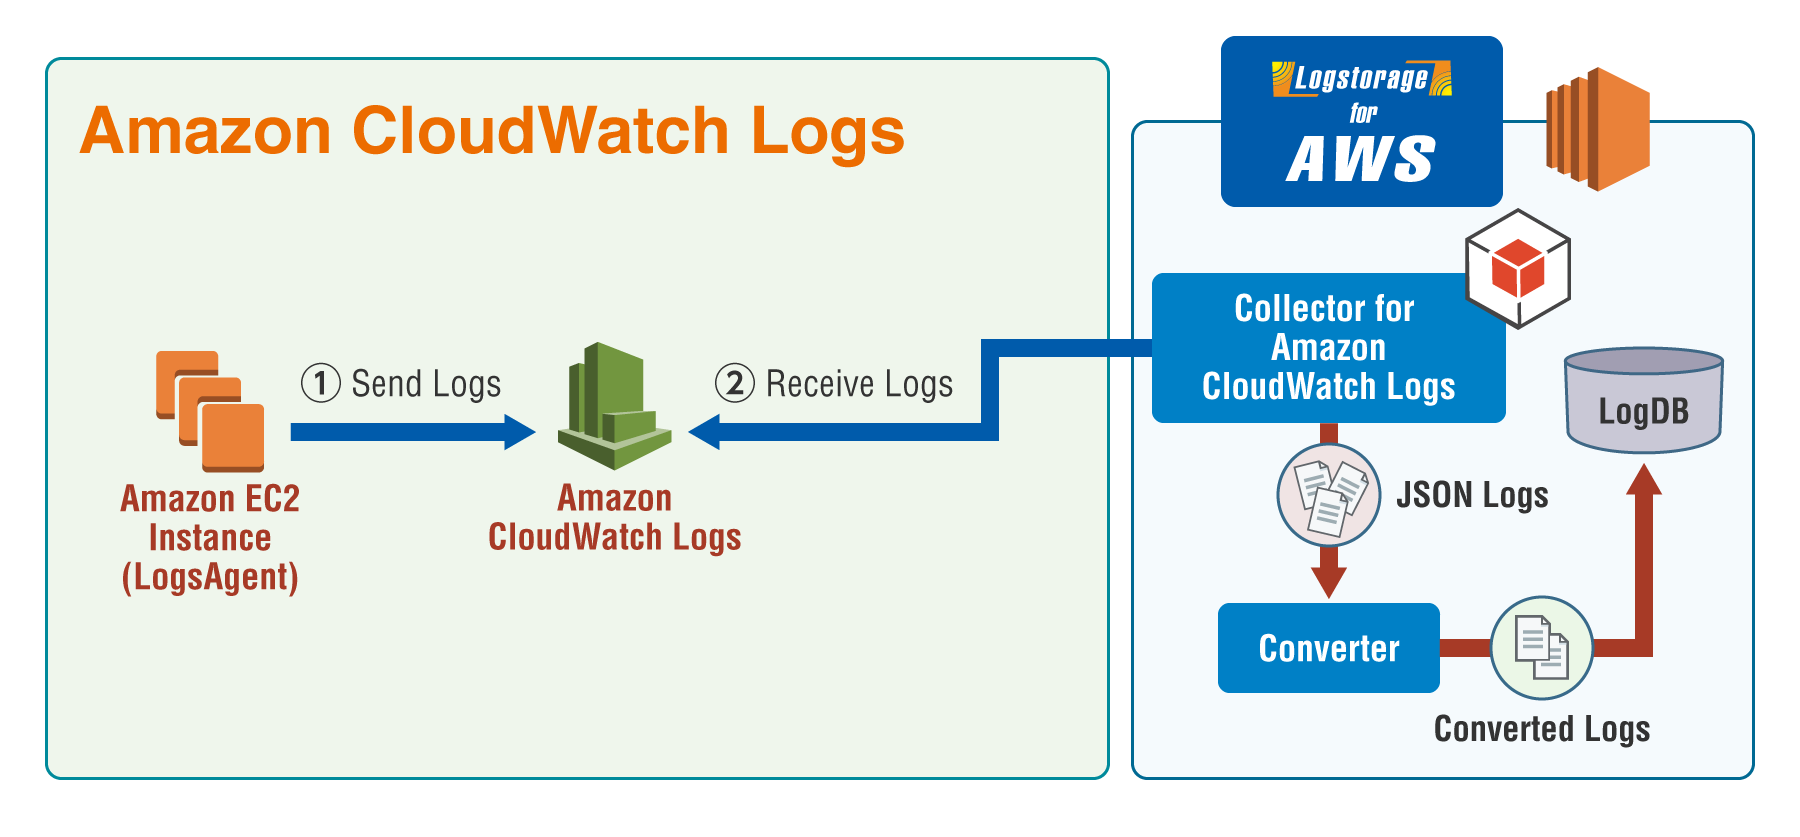 Amazon CloudWatch Logs
① Send Logs
② Receive Logs
Amazon EC2
Instance
(LogsAgent)
Amazon
CloudWatch Logs
Logstorage
for
AWS
Collector for
Amazon
CloudWatch Logs
LogDB
JSON Logs
Converter
Converted Logs